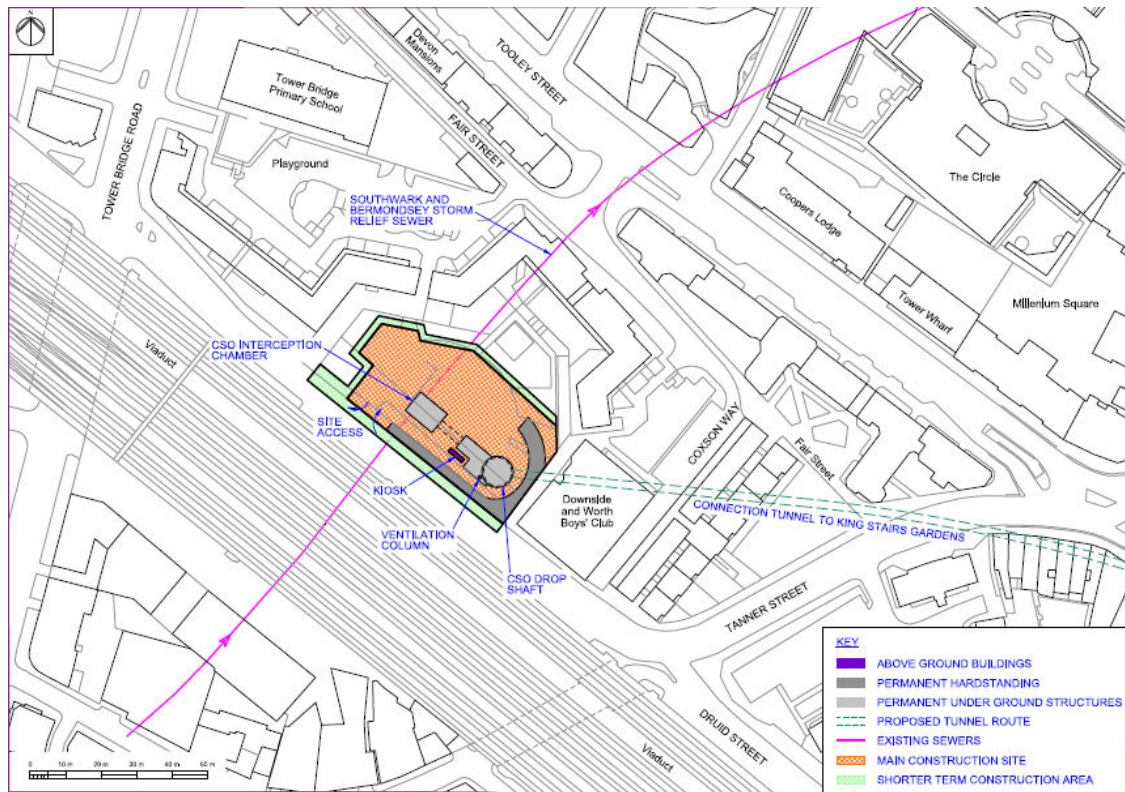 N
Devon
Mansions
TOOLEY STREET
Tower Bridge
Primary School
FAIR STREET
TOWER BRIDGE ROAD
Playground
The Circle
SOUTHWARK AND
BERMONDSEY STORM
RELIEF SEWER
Coopers Lodge
Tower Wharf
Millenium Square
Viaduct
CSO INTERCEPTION
CHAMBER
SITE
ACCESS
KIOSK
VENTILATION
COLUMN
CSO DROP
SHAFT
Downside
and Worth
Boys' Club
COXSON WAY
Fair Street
CONNECTION TUNNEL TO KING STAIRS GARDENS
TANNER STREET
DRUID STREET
Viaduct
0 10 m 20 m 30 m 40 m 50 m
KEY
ABOVE GROUND BUILDINGS
PERMANENT HARDSTANDING
PERMANENT UNDER GROUND STRUCTURES
PROPOSED TUNNEL ROUTE
EXISTING SEWERS
MAIN CONSTRUCTION SITE
SHORTER TERM CONSTRUCTION AREA